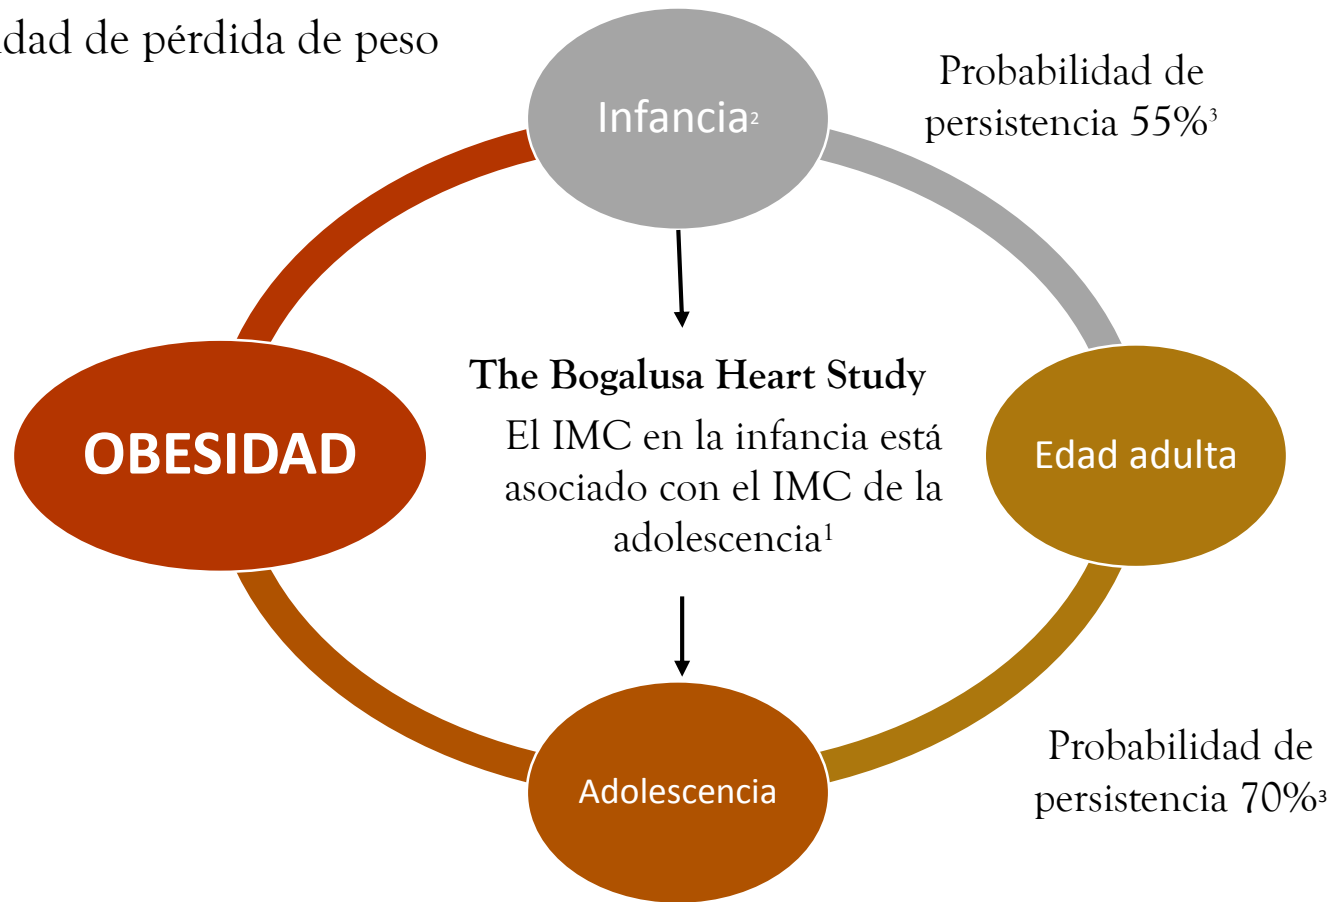 dad de pérdida de peso
Infancia²
Probabilidad de
persistencia 55%³
The Bogalusa Heart Study
El IMC en la infancia está
asociado con el IMC de la
adolescencia¹
OBESIDAD
Edad adulta
Adolescencia
Probabilidad de
persistencia 70%³